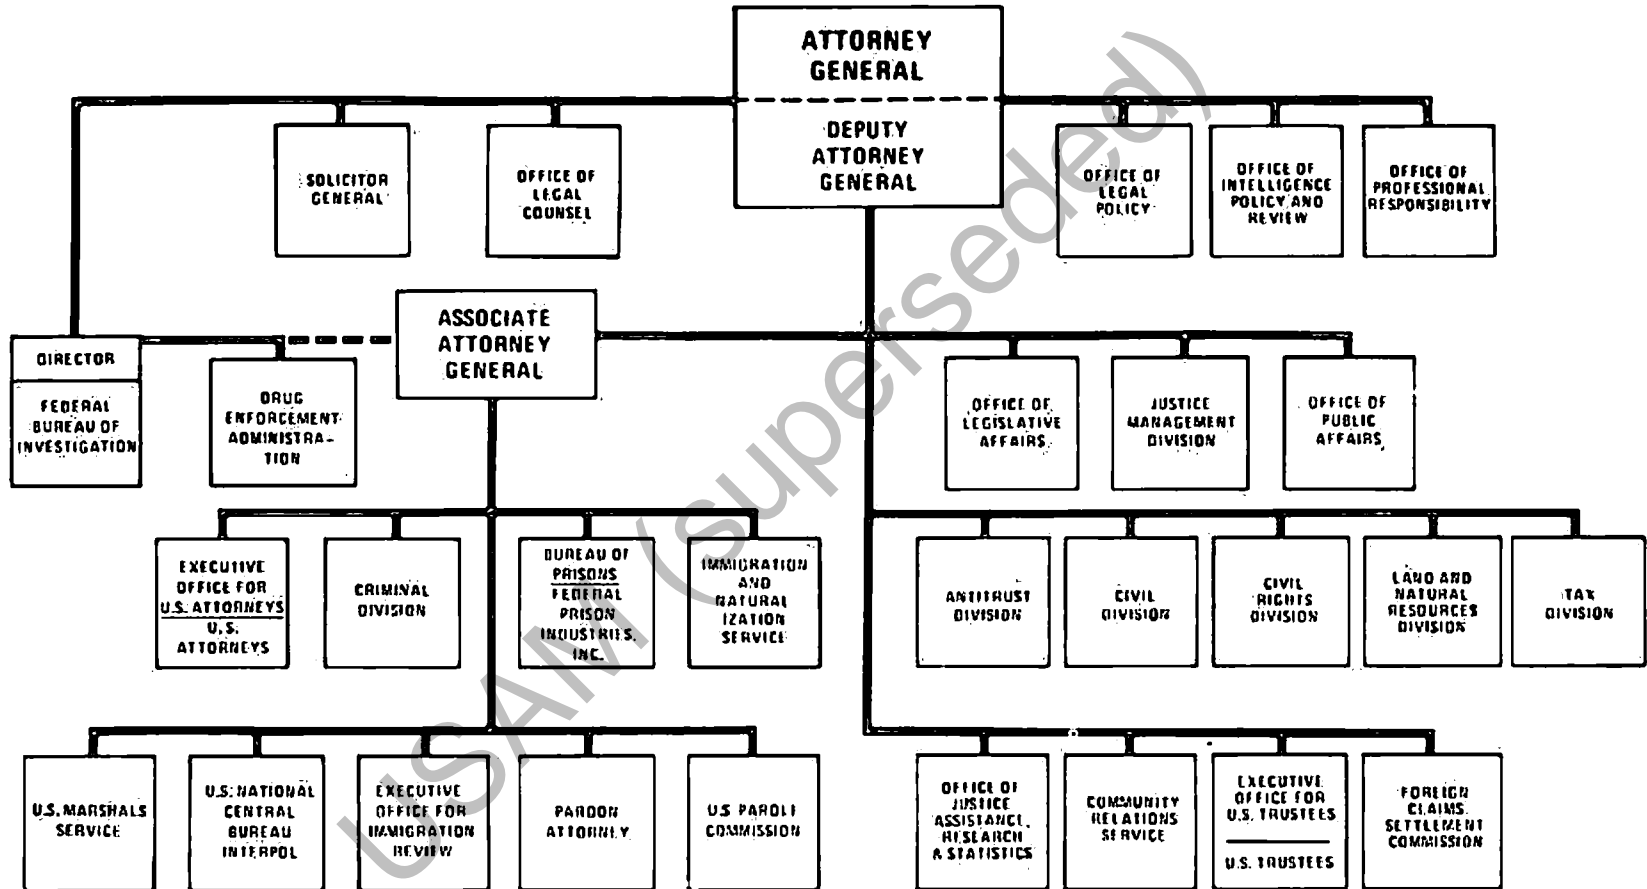 ATTORNEY
GENERAL
DEPUTY
ATTORNEY
GENERAL
SOLICITOR
GENERAL
OFFICE OF
LEGAL
COUNSEL
OFFICE OF
LEGAL
POLICY
OFFICE OF
INTELLIGENCE
POLICY AND
REVIEW
OFFICE OF
PROFESSIONAL
RESPONSIBILITY
DIRECTOR
FEDERAL
BUREAU OF
INVESTIGATION
DRUG
ENFORCEMENT
ADMINISTRA-
TION
ASSOCIATE
ATTORNEY
GENERAL
OFFICE OF
LEGISLATIVE
AFFAIRS
JUSTICE
MANAGEMENT
DIVISION
OFFICE OF
PUBLIC
AFFAIRS
EXECUTIVE
OFFICE FOR
U.S. ATTORNEYS
U.S.
ATTORNEYS
CRIMINAL
DIVISION
BUREAU OF
PRISONS
FEDERAL
PRISON
INDUSTRIES,
INC.
IMMIGRATION
AND
NATURAL
IZATION
SERVICE
ANTITRUST
DIVISION
CIVIL
DIVISION
CIVIL
RIGHTS
DIVISION
LAND AND
NATURAL
RESOURCES
DIVISION
TAX
DIVISION
U.S. MARSHALS
SERVICE
U.S. NATIONAL
CENTRAL
BUREAU
INTERPOL
EXECUTIVE
OFFICE FOR
IMMIGRATION
REVIEW
PARDON
ATTORNEY
U.S. PAROLE
COMMISSION
OFFICE OF
JUSTICE
ASSISTANCE,
RESEARCH
& STATISTICS
COMMUNITY
RELATIONS
SERVICE
EXECUTIVE
OFFICE FOR
U.S. TRUSTEES
U.S. TRUSTEES
FOREIGN
CLAIMS
SETTLEMENT
COMMISSION
USAM (superseded)